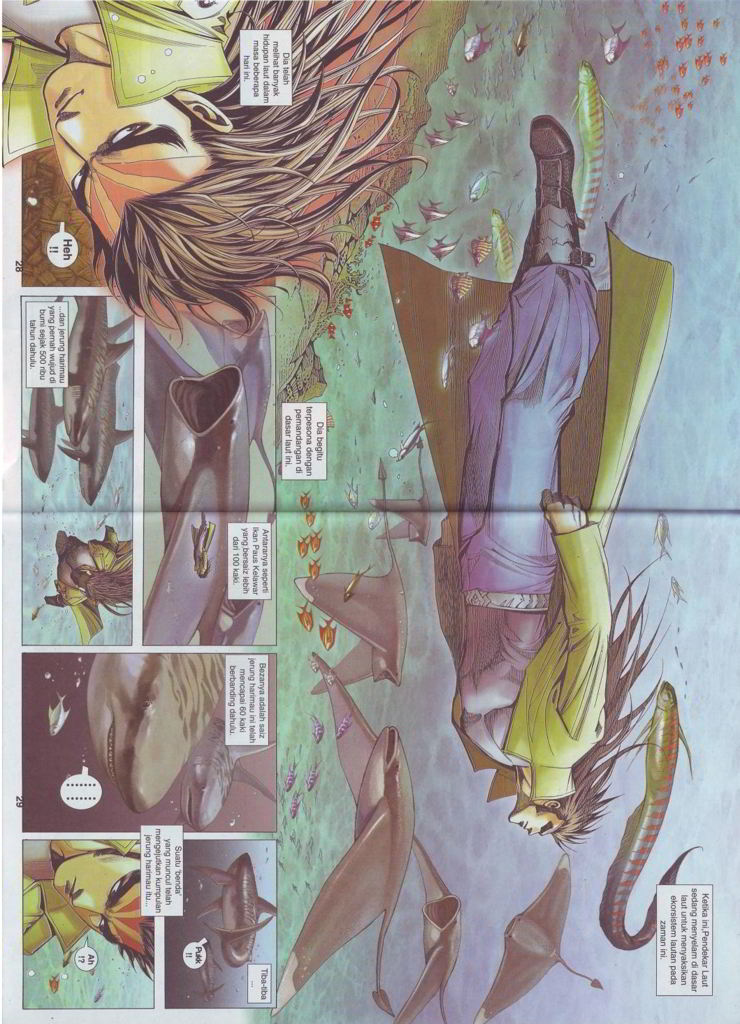 Ketika ini,Pendekar Laut
sedang menyelam di dasar
laut untuk menyaksikan
ekorsistem lautan pada
zaman ini.
Dia telah
melihat banyak
hidupan laut dalam
masa beberapa
hari ini.
Heh
!!
Dia begitu
terpesona dengan
pemandangan di
dasar laut ini.
Antaranya seperti
Ikan Paus Kelawar
yang bersaiz lebih
dari 100 kaki.
...dan jerung harimau
yang pernah wujud di
bumi sejak 500 ribu
tahun dahulu.
Bezanya adalah saiz
jerung harimau ini telah
mencapai 60 kaki
berbanding dahulu.
......
......
Tiba-tiba
...
Pukk
!!
Suatu 'benda'
yang muncul telah
mengejutkan kumpulan
jerung harimau itu...
Ah
!?
28
29